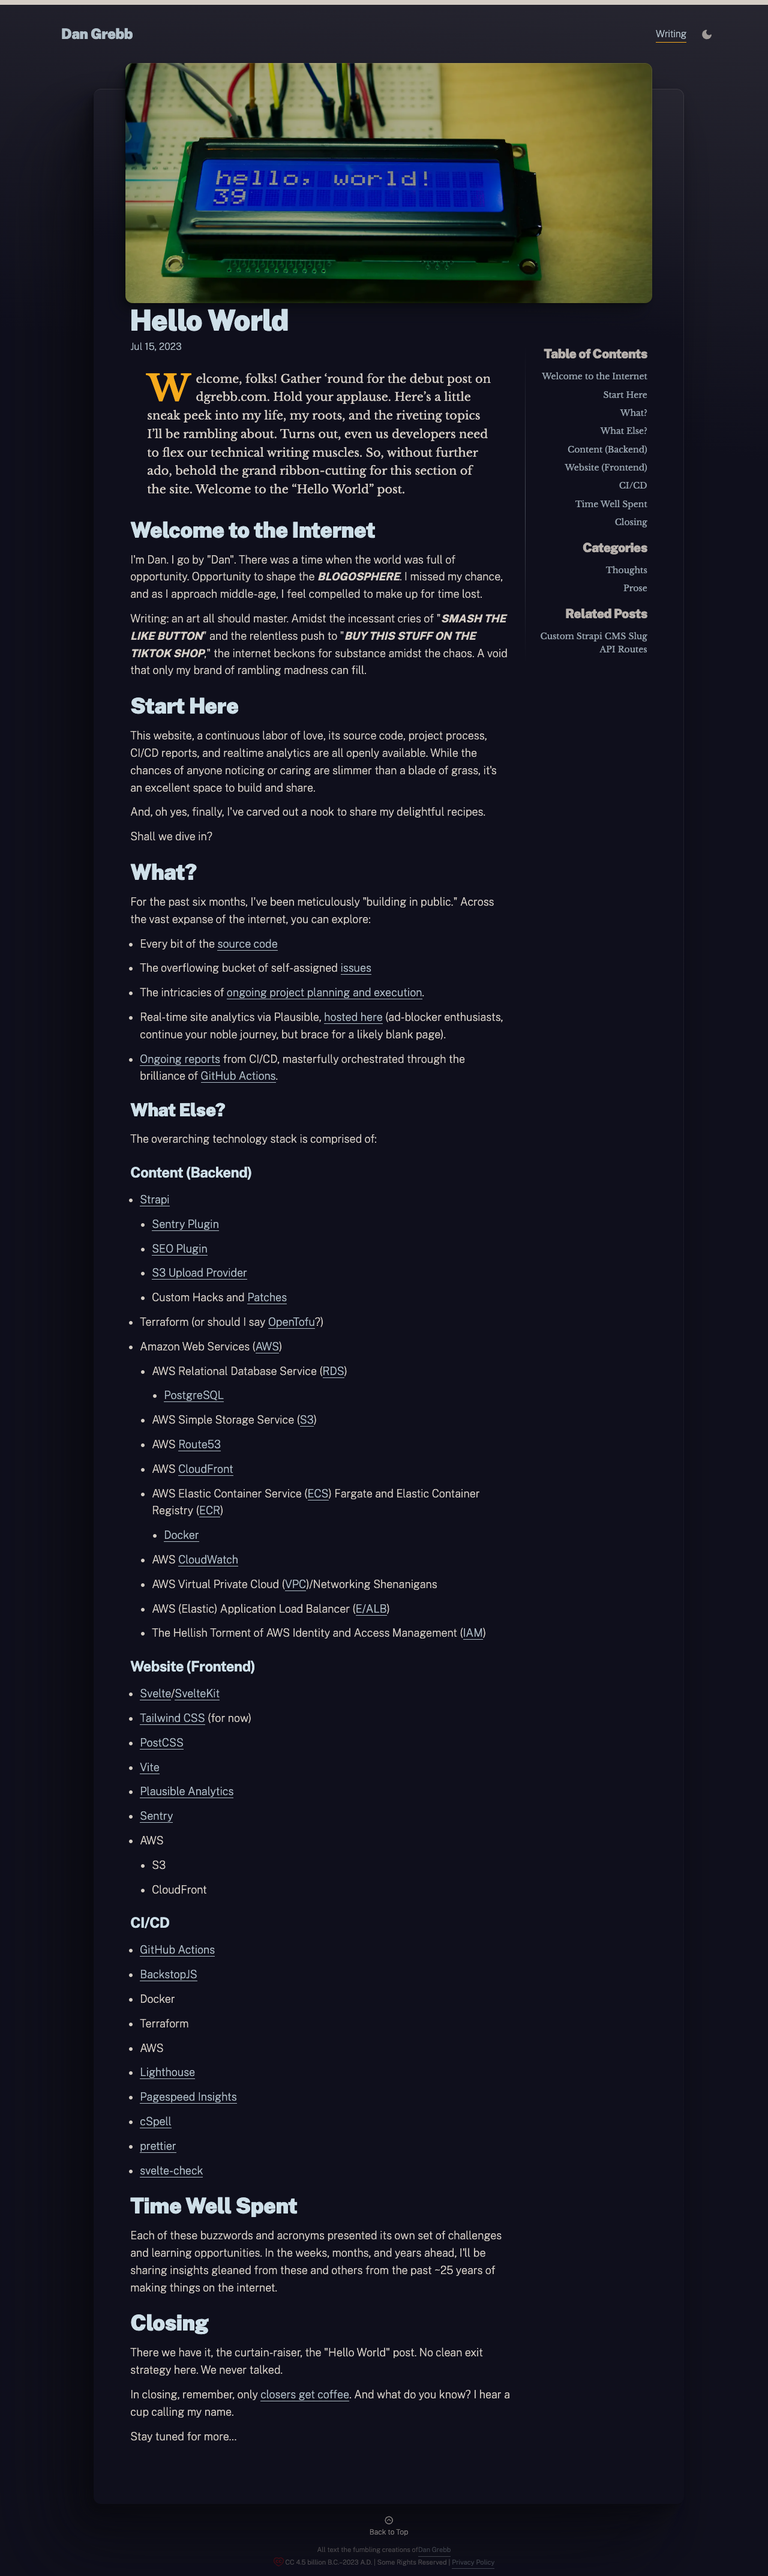 Dan Grebb
Writing
hello, world!
39
Hello World
Jul 15, 2023
Welcome, folks! Gather ‘round for the debut post on
dgrebb.com. Hold your applause. Here’s a little
sneak peek into my life, my roots, and the riveting topics
I’ll be rambling about. Turns out, even us developers need
to flex our technical writing muscles. So, without further
ado, behold the grand ribbon-cutting for this section of
the site. Welcome to the “Hello World” post.
Table of Contents
Welcome to the Internet
Start Here
What?
What Else?
Content (Backend)
Website (Frontend)
CI/CD
Time Well Spent
Closing
Categories
Thoughts
Prose
Related Posts
Custom Strapi CMS Slug
API Routes
Welcome to the Internet
I'm Dan. I go by "Dan". There was a time when the world was full of
opportunity. Opportunity to shape the BLOGOSPHERE. I missed my chance,
and as I approach middle-age, I feel compelled to make up for time lost.
Writing: an art all should master. Amidst the incessant cries of "SMASH THE
LIKE BUTTON" and the relentless push to "BUY THIS STUFF ON THE
TIKTOK SHOP," the internet beckons for substance amidst the chaos. A void
that only my brand of rambling madness can fill.
Start Here
This website, a continuous labor of love, its source code, project process,
CI/CD reports, and realtime analytics are all openly available. While the
chances of anyone noticing or caring are slimmer than a blade of grass, it's
an excellent space to build and share.
And, oh yes, finally, I've carved out a nook to share my delightful recipes.
Shall we dive in?
What?
For the past six months, I've been meticulously "building in public." Across
the vast expanse of the internet, you can explore:
• Every bit of the source code
• The overflowing bucket of self-assigned issues
• The intricacies of ongoing project planning and execution.
• Real-time site analytics via Plausible, hosted here (ad-blocker enthusiasts,
continue your noble journey, but brace for a likely blank page).
• Ongoing reports from CI/CD, masterfully orchestrated through the
brilliance of GitHub Actions.
What Else?
The overarching technology stack is comprised of:
Content (Backend)
• Strapi
• Sentry Plugin
• SEO Plugin
• S3 Upload Provider
• Custom Hacks and Patches
• Terraform (or should I say OpenTofu?)
• Amazon Web Services (AWS)
• AWS Relational Database Service (RDS)
• PostgreSQL
• AWS Simple Storage Service (S3)
• AWS Route53
• AWS CloudFront
• AWS Elastic Container Service (ECS) Fargate and Elastic Container
Registry (ECR)
• Docker
• AWS CloudWatch
• AWS Virtual Private Cloud (VPC)/Networking Shenanigans
• AWS (Elastic) Application Load Balancer (E/ALB)
• The Hellish Torment of AWS Identity and Access Management (IAM)
Website (Frontend)
• Svelte/SvelteKit
• Tailwind CSS (for now)
• PostCSS
• Vite
• Plausible Analytics
• Sentry
• AWS
• S3
• CloudFront
CI/CD
• GitHub Actions
• BackstopJS
• Docker
• Terraform
• AWS
• Lighthouse
• Pagespeed Insights
• cSpell
• prettier
• svelte-check
Time Well Spent
Each of these buzzwords and acronyms presented its own set of challenges
and learning opportunities. In the weeks, months, and years ahead, I'll be
sharing insights gleaned from these and others from the past ~25 years of
making things on the internet.
Closing
There we have it, the curtain-raiser, the "Hello World" post. No clean exit
strategy here. We never talked.
In closing, remember, only closers get coffee. And what do you know? I hear a
cup calling my name.
Stay tuned for more...
Back to Top
All text the fumbling creations of Dan Grebb
CC 4.5 billion B.C.–2023 A.D. | Some Rights Reserved | Privacy Policy